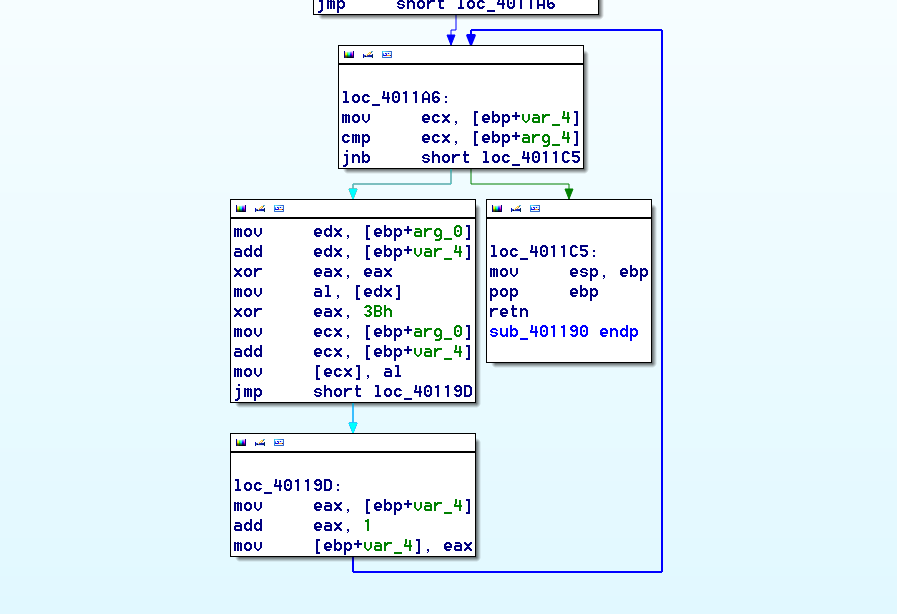 jmp short loc_4011A6
loc_4011A6:
mov ecx, [ebp+var_4]
cmp ecx, [ebp+arg_4]
jnb short loc_4011C5
mov edx, [ebp+arg_0]
add edx, [ebp+var_4]
xor eax, eax
mov al, [edx]
xor eax, 3Bh
mov ecx, [ebp+arg_0]
add ecx, [ebp+var_4]
mov [ecx], al
jmp short loc_40119D
loc_4011C5:
mov esp, ebp
pop ebp
retn
sub_401190 endp
loc_40119D:
mov eax, [ebp+var_4]
add eax, 1
mov [ebp+var_4], eax